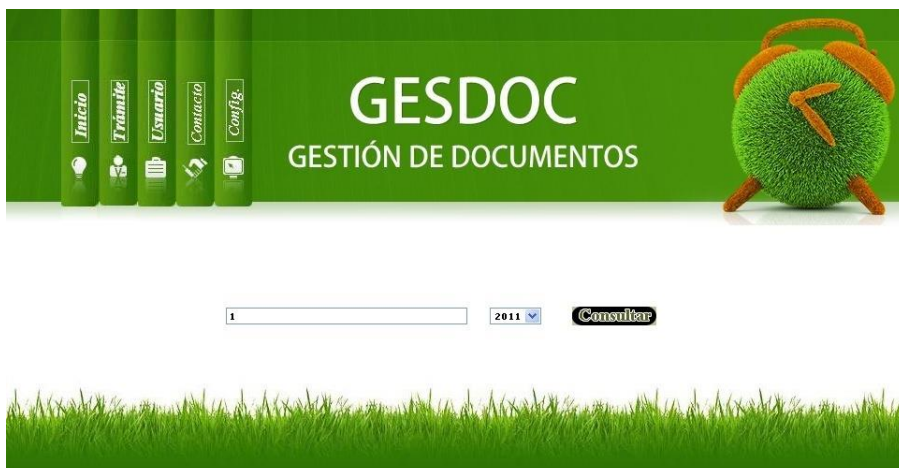 Inicio
Trámite
Usuario
Contacto
Config.
GESDOC
GESTIÓN DE DOCUMENTOS
1
2011
Consultar